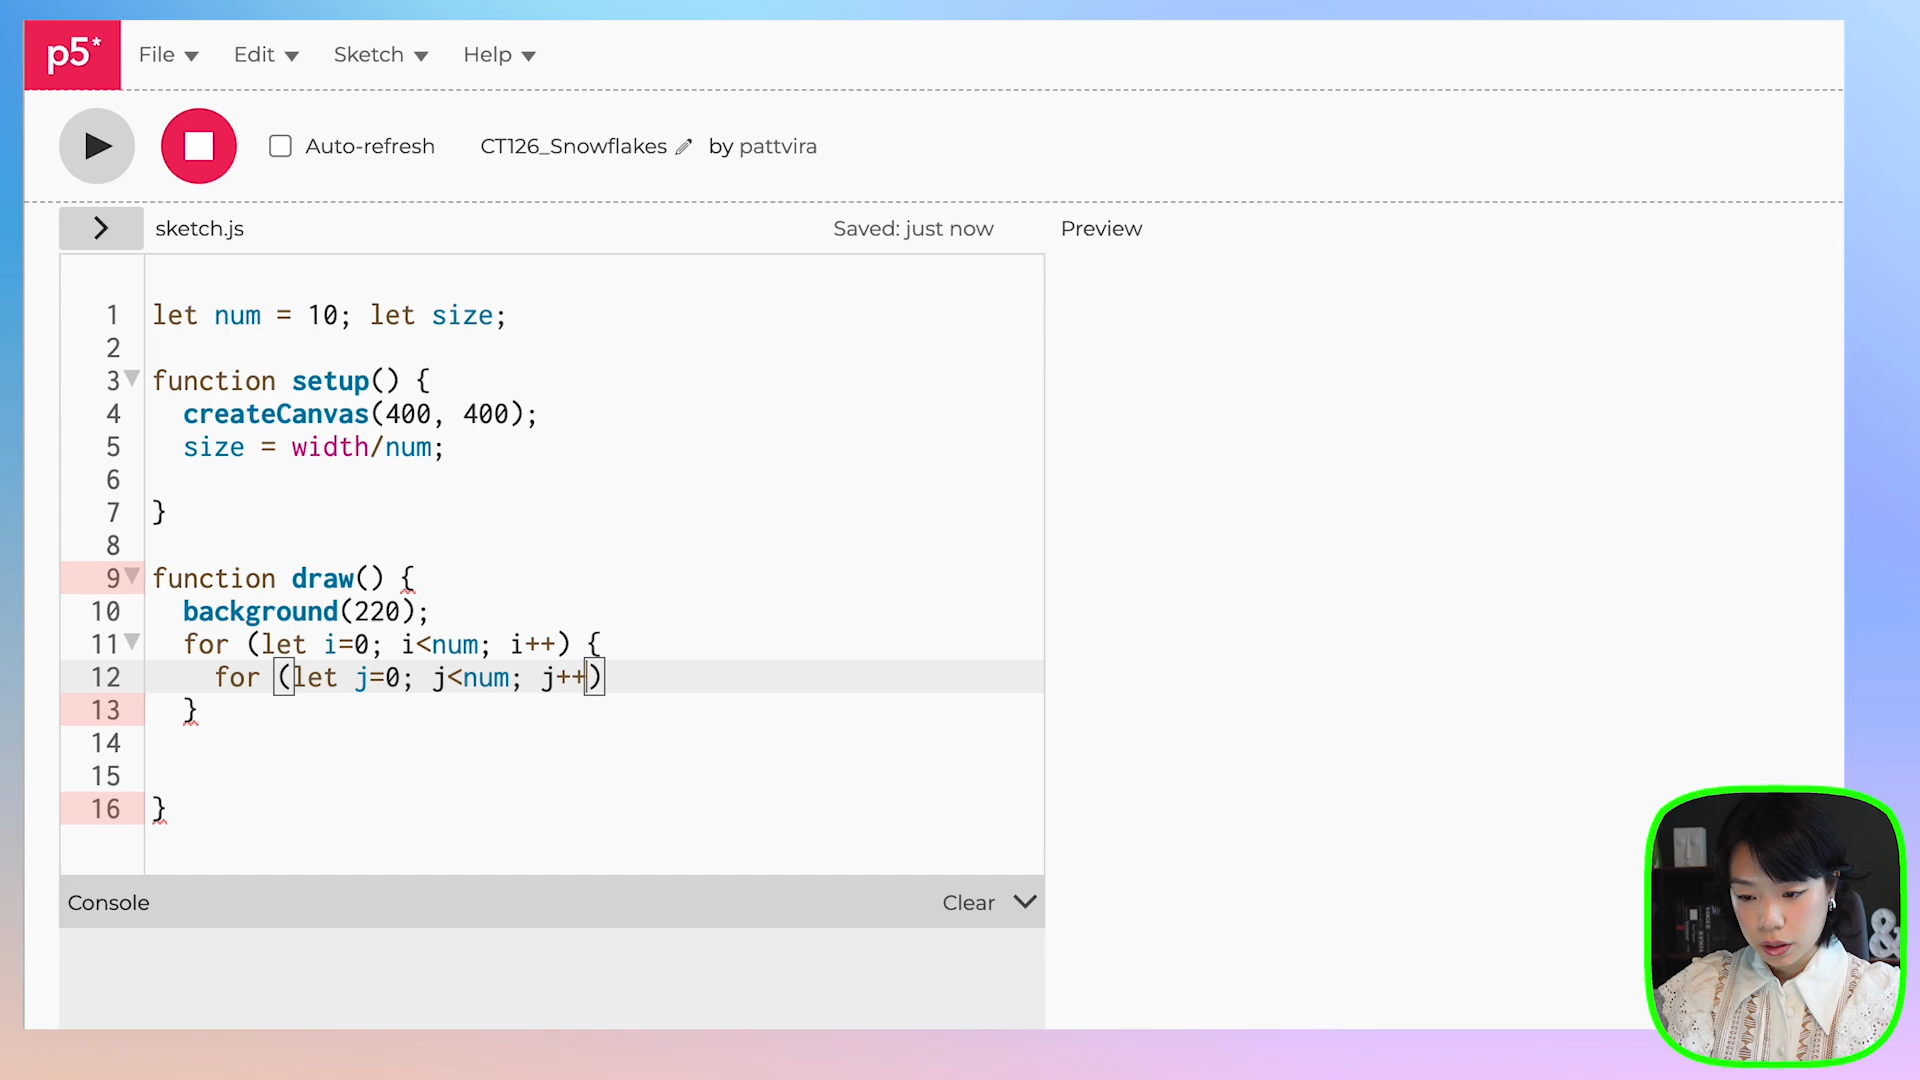 p5* File Edit Sketch Help
Auto-refresh CT126_Snowflakes by pattvira
sketch.js Saved: just now Preview
1 let num = 10; let size;
2
3 function setup() {
4 createCanvas(400, 400);
5 size = width/num;
6
7 }
8
9 function draw() {
10 background(220);
11 for (let i=0; i<num; i++) {
12 for (let j=0; j<num; j++)
13 }
14
15
16 }
Console Clear
&